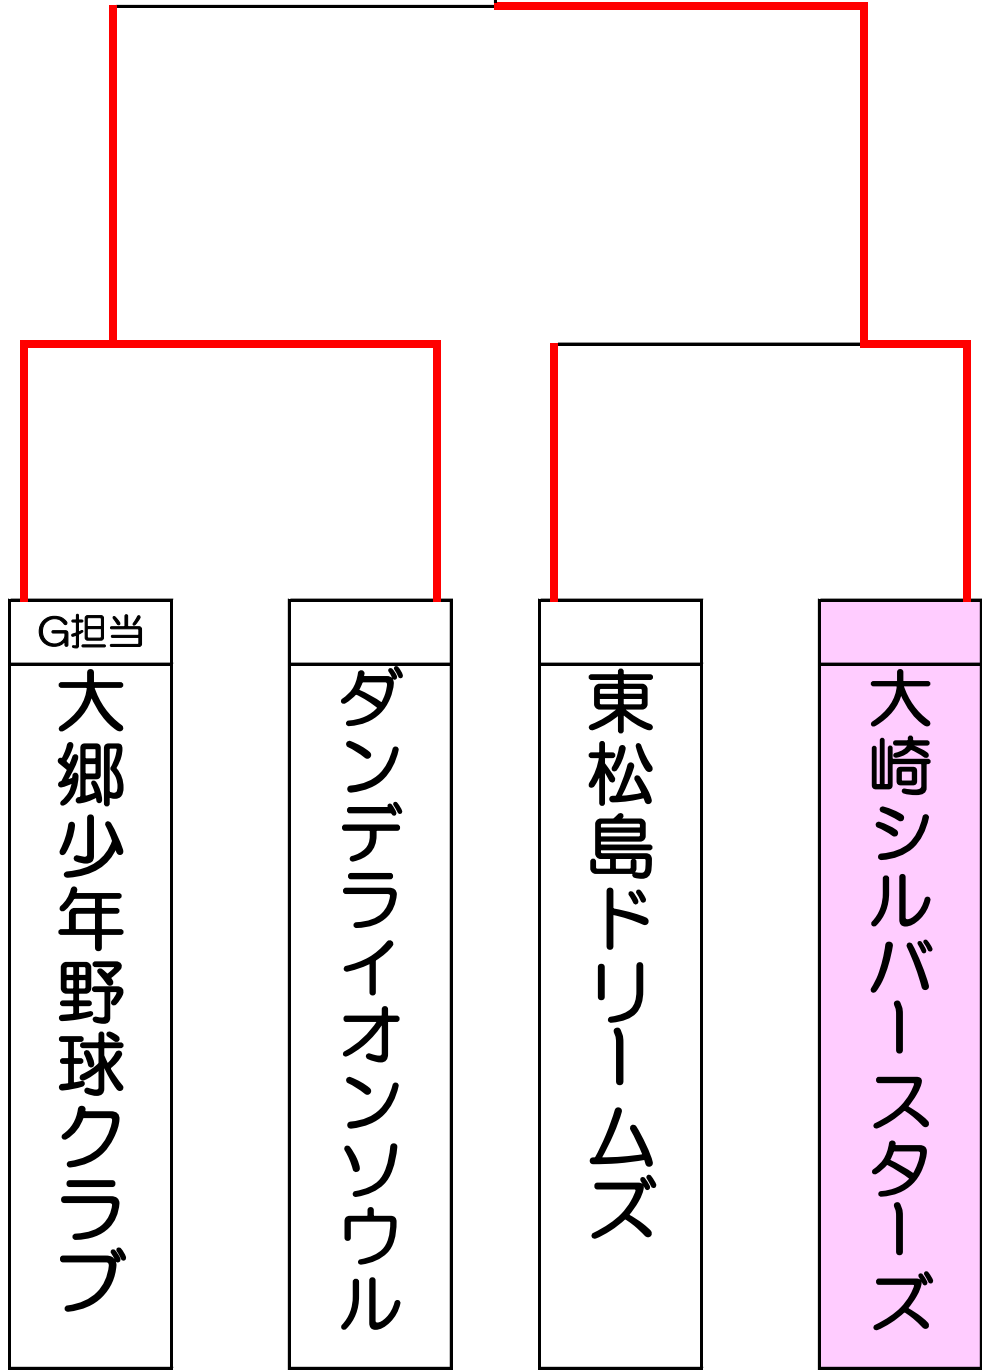 G担当
大郷少年野球クラブ
ダンデライオンソウル
東松島ドリームズ
大崎シルバースターズ